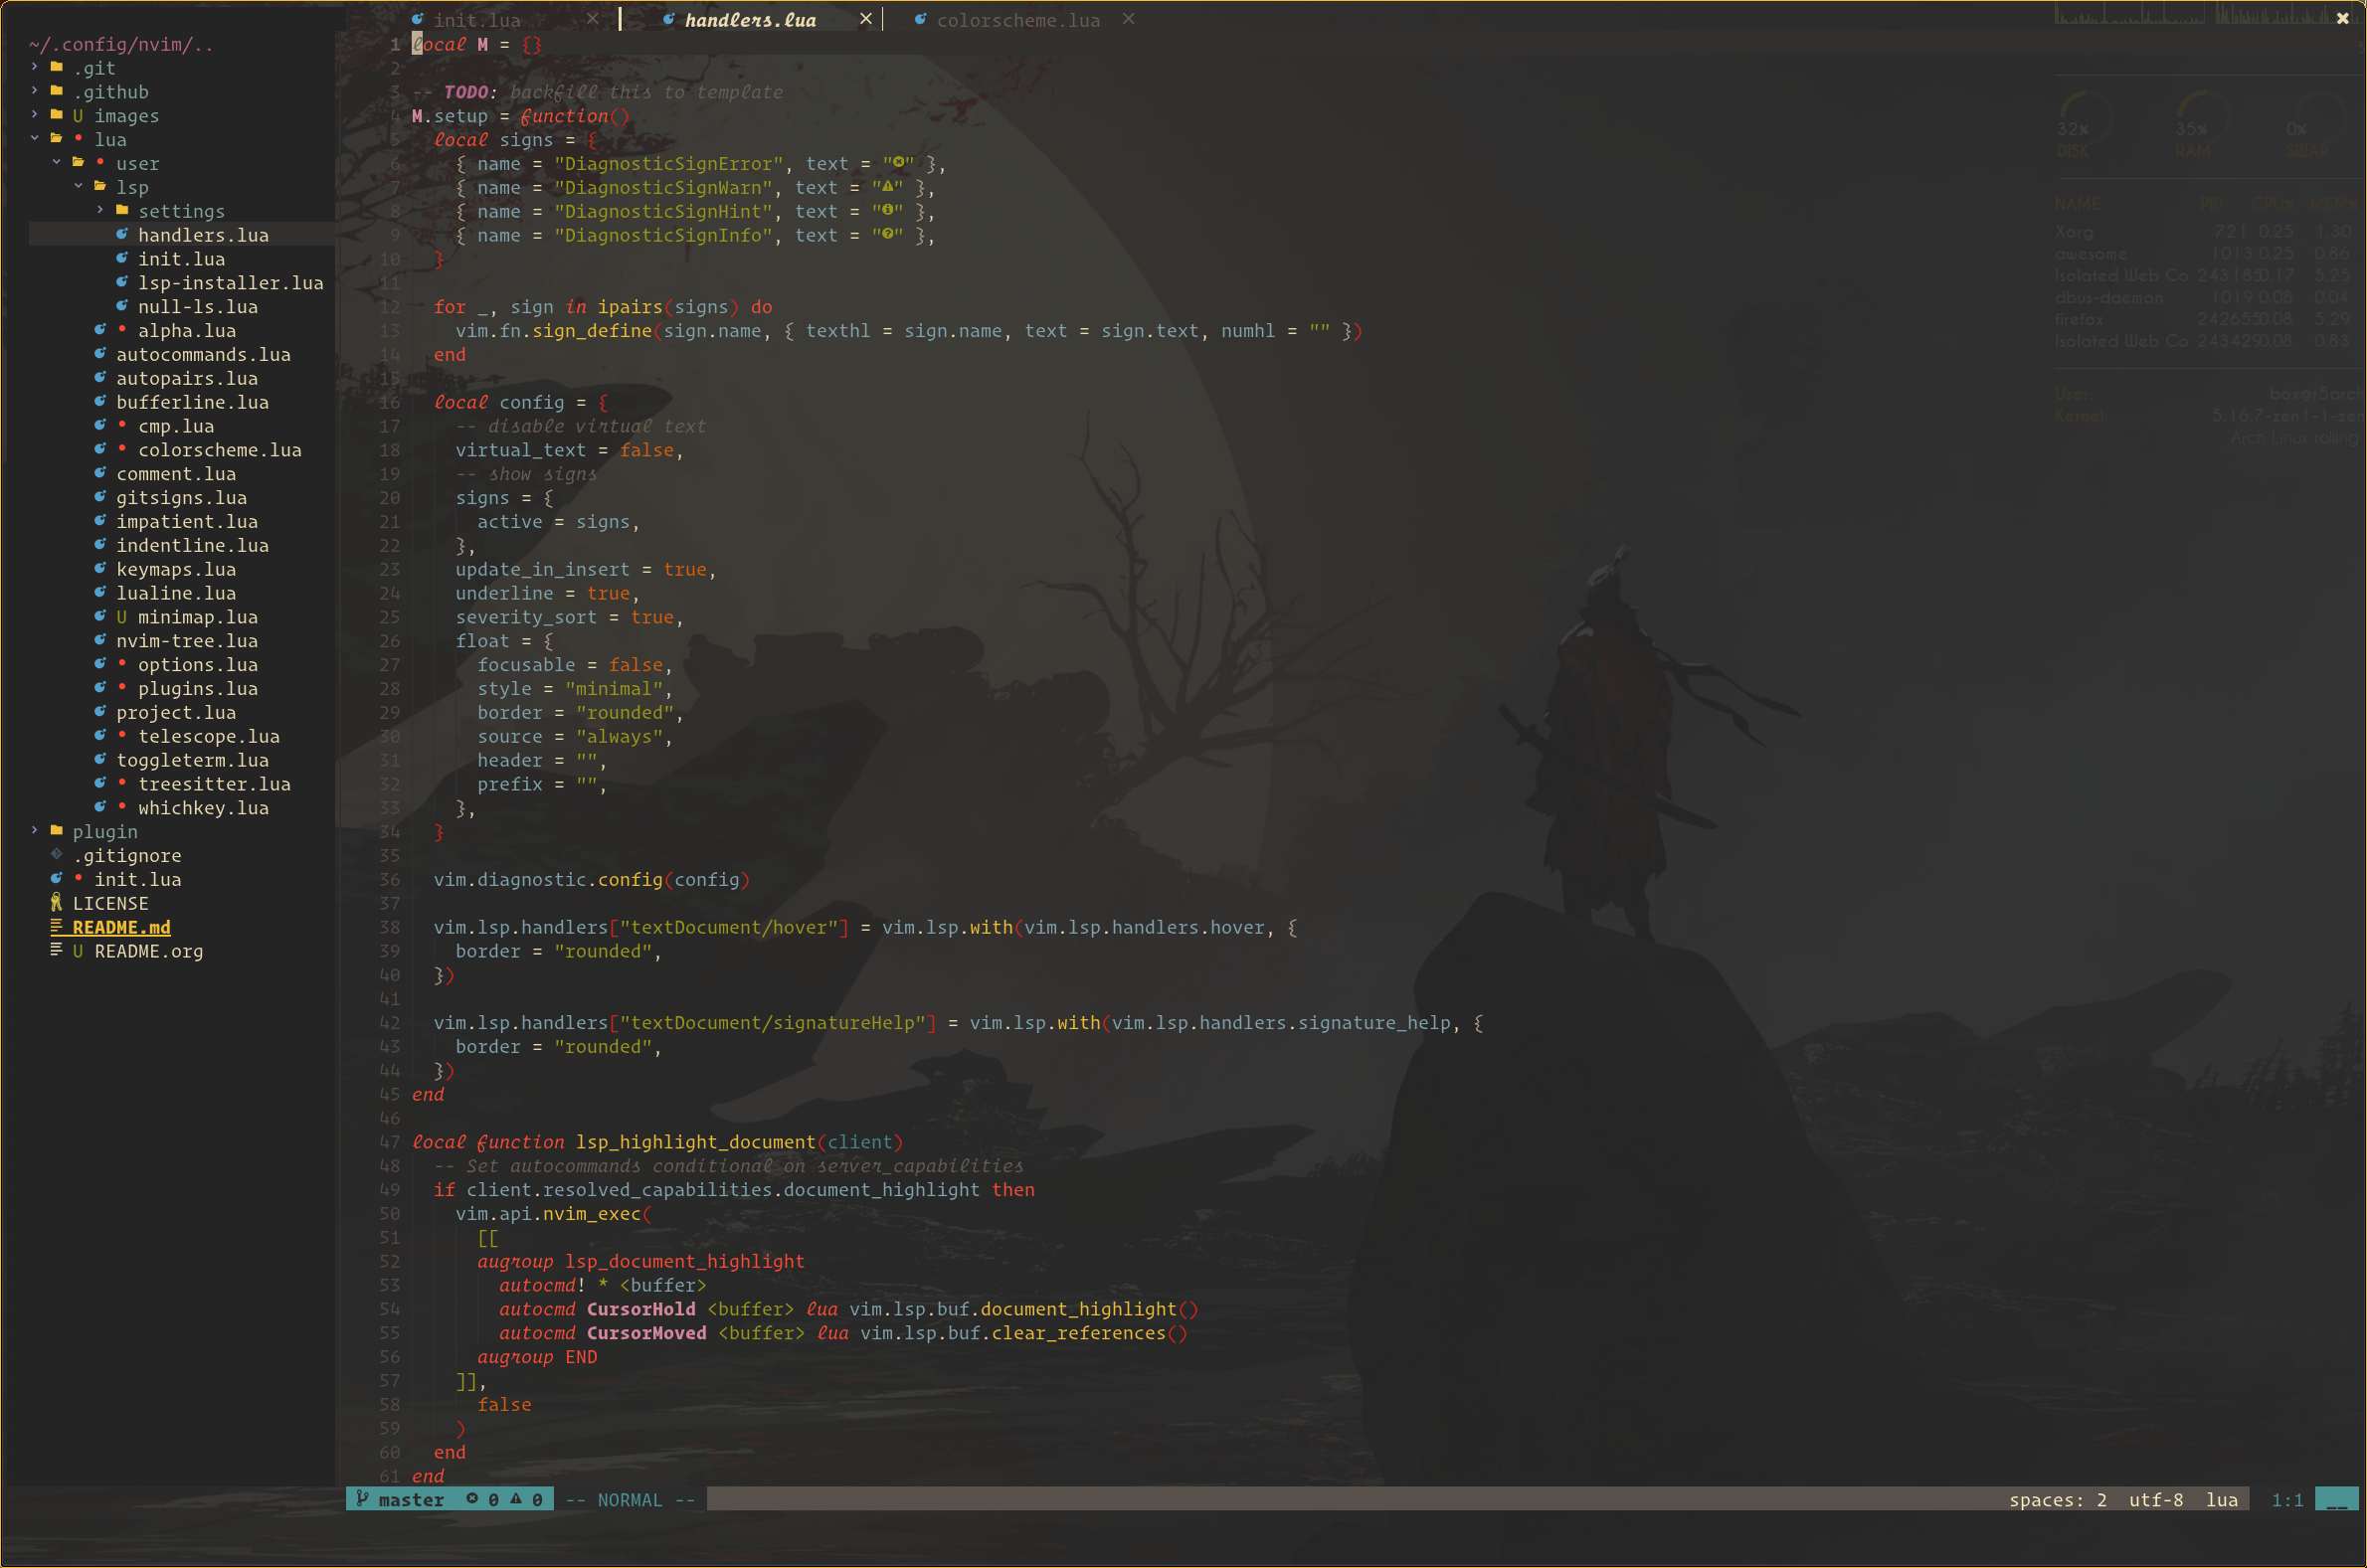 init.lua
handlers.lua
colorscheme.lua
~/.config/nvim/..
.git
.github
U images
lua
user
lsp
settings
handlers.lua
init.lua
lsp-installer.lua
null-ls.lua
alpha.lua
autocommands.lua
autopairs.lua
bufferline.lua
cmp.lua
colorscheme.lua
comment.lua
gitsigns.lua
impatient.lua
indentline.lua
keymaps.lua
lualine.lua
U minimap.lua
nvim-tree.lua
options.lua
plugins.lua
project.lua
telescope.lua
toggleterm.lua
treesitter.lua
whichkey.lua
plugin
.gitignore
init.lua
LICENSE
README.md
U README.org
1 local M = {}
2
3 -- TODO: backfill this to template
4 M.setup = function()
5 local signs = {
6 { name = "DiagnosticSignError", text = "" },
7 { name = "DiagnosticSignWarn", text = "" },
8 { name = "DiagnosticSignHint", text = "" },
9 { name = "DiagnosticSignInfo", text = "" },
10 }
11
12 for _, sign in ipairs(signs) do
13 vim.fn.sign_define(sign.name, { texthl = sign.name, text = sign.text, numhl = "" })
14 end
15
16 local config = {
17 -- disable virtual text
18 virtual_text = false,
19 -- show signs
20 signs = {
21 active = signs,
22 },
23 update_in_insert = true,
24 underline = true,
25 severity_sort = true,
26 float = {
27 focusable = false,
28 style = "minimal",
29 border = "rounded",
30 source = "always",
31 header = "",
32 prefix = "",
33 },
34 }
35
36 vim.diagnostic.config(config)
37
38 vim.lsp.handlers["textDocument/hover"] = vim.lsp.with(vim.lsp.handlers.hover, {
39 border = "rounded",
40 })
41
42 vim.lsp.handlers["textDocument/signatureHelp"] = vim.lsp.with(vim.lsp.handlers.signature_help, {
43 border = "rounded",
44 })
45 end
46
47 local function lsp_highlight_document(client)
48 -- Set autocommands conditional on server_capabilities
49 if client.resolved_capabilities.document_highlight then
50 vim.api.nvim_exec(
51 [[
52 augroup lsp_document_highlight
53 autocmd! * <buffer>
54 autocmd CursorHold <buffer> lua vim.lsp.buf.document_highlight()
55 autocmd CursorMoved <buffer> lua vim.lsp.buf.clear_references()
56 augroup END
57 ]],
58 false
59 )
60 end
61 end
32% 35% 0%
DISK RAM SWAP
NAME PID CPU% MEM%
Xorg 721 0.25 1.30
awesome 1013 0.25 0.86
Isolated Web Co 243185 0.17 5.25
dbus-daemon 1019 0.08 0.04
firefox 242655 0.08 5.29
Isolated Web Co 243429 0.08 0.83
User: box@r5arch
Kernel: 5.16.7-zen1-1-zen
Arch Linux rolling
master 0 0 -- NORMAL -- spaces: 2 utf-8 lua 1:1 __